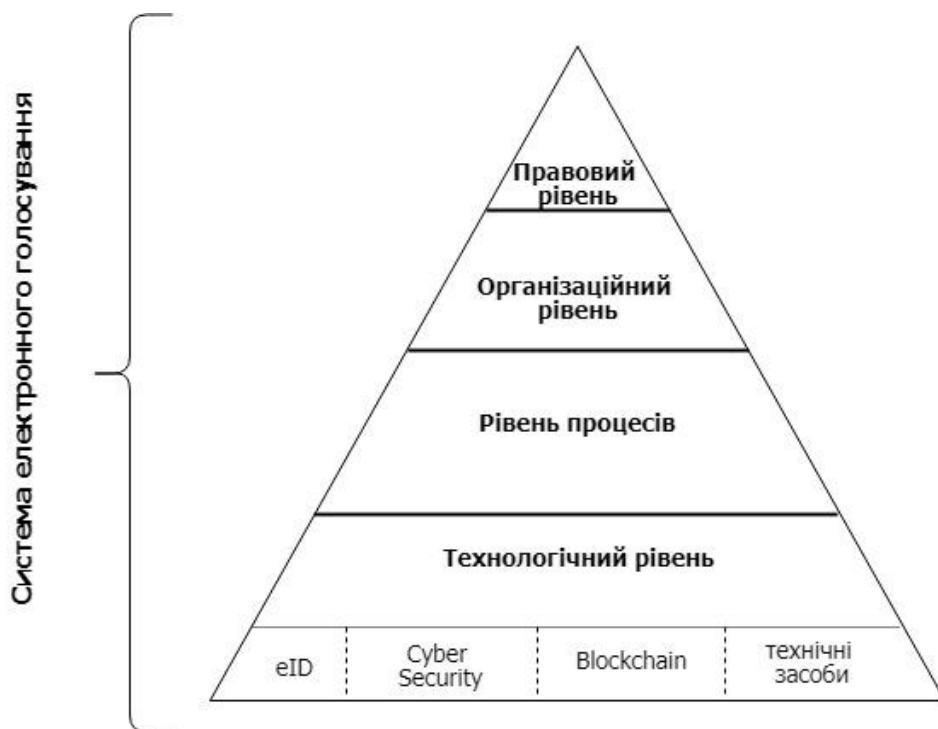 Система електронного голосування
Правовий
рівень
Організаційний
рівень
Рівень процесів
Технологічний рівень
eID
Cyber
Security
Blockchain
технічні
засоби